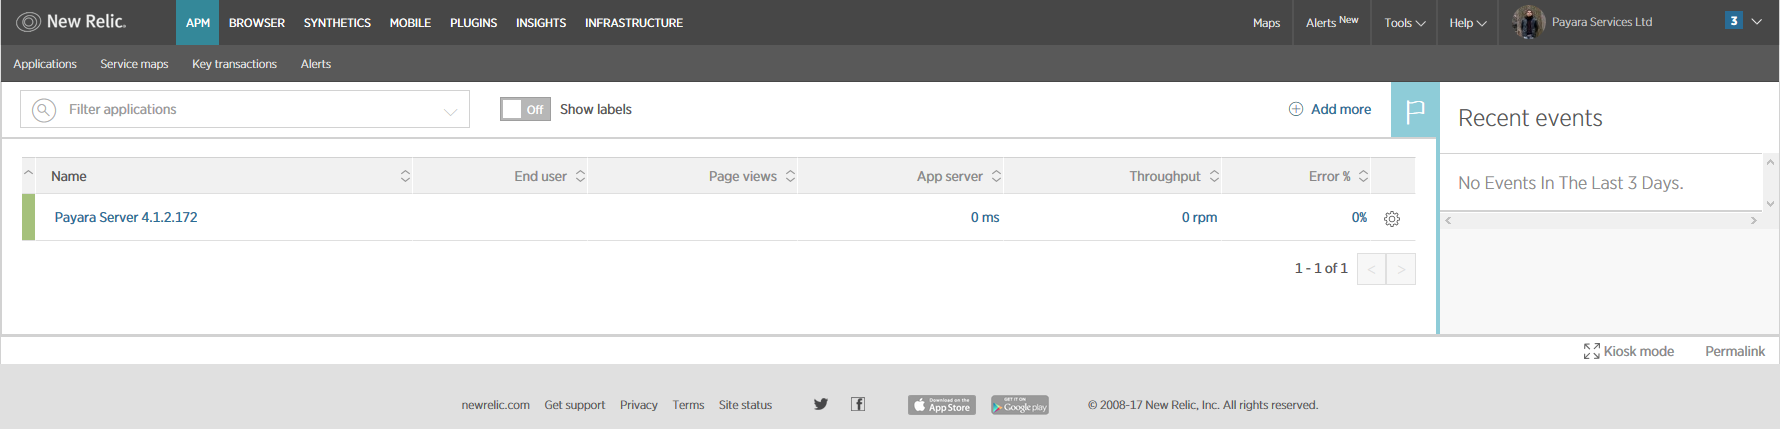 New Relic. APM BROWSER SYNTHETICS MOBILE PLUGINS INSIGHTS INFRASTRUCTURE Maps Alerts New Tools Help Payara Services Ltd 3
Applications Service maps Key transactions Alerts
Filter applications Off Show labels Add more Recent events
Name End user Page views App server Throughput Error %
No Events In The Last 3 Days.
Payara Server 4.1.2.172 0 ms 0 rpm 0%
1 - 1 of 1 < >
Kiosk mode Permalink
newrelic.com Get support Privacy Terms Site status Download on the App Store GET IT ON Google play © 2008-17 New Relic, Inc. All rights reserved.